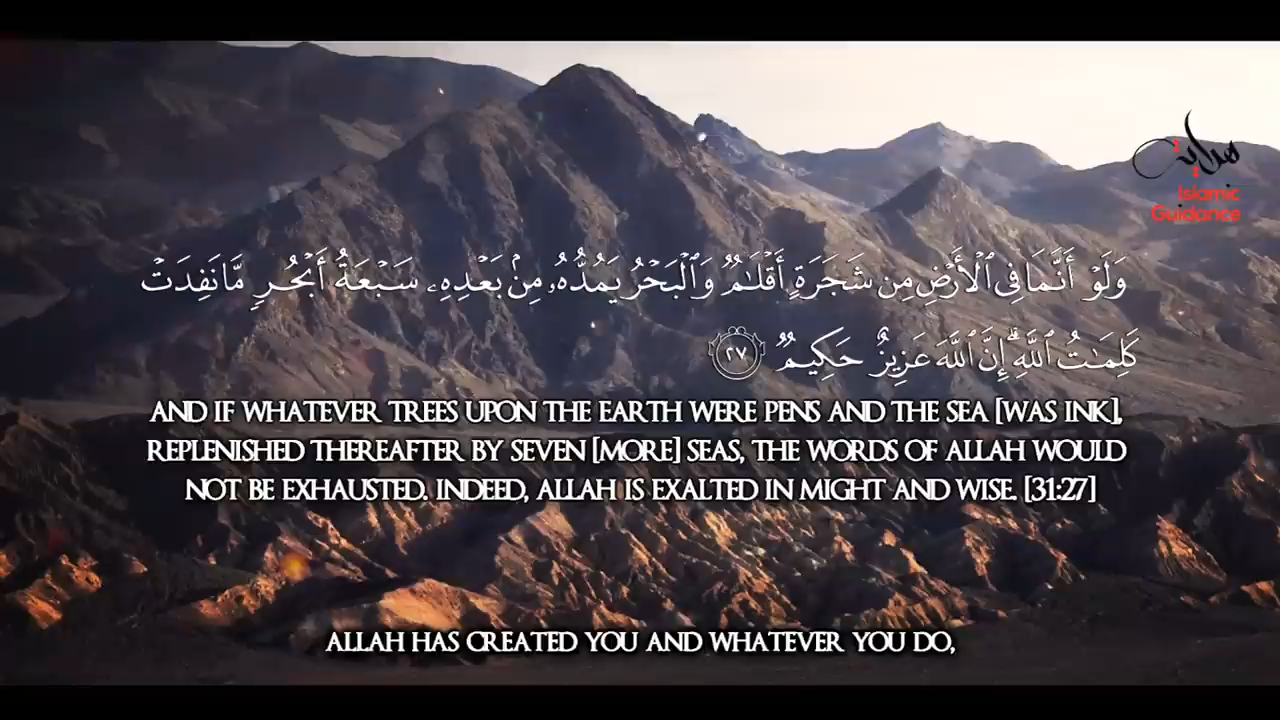 هداية
Islamic
Guidance
وَلَوْ أَنَّمَا فِى ٱلْأَرْضِ مِن شَجَرَةٍ أَقْلَٰمٌ وَٱلْبَحْرُ يَمُدُّهُۥ مِنۢ بَعْدِهِۦ سَبْعَةُ أَبْحُرٍ مَّا نَفِدَتْ
كَلِمَٰتُ ٱللَّهِ ۗ إِنَّ ٱللَّهَ عَزِيزٌ حَكِيمٌ ٢٧
AND IF WHATEVER TREES UPON THE EARTH WERE PENS AND THE SEA [WAS INK],
REPLENISHED THEREAFTER BY SEVEN [MORE] SEAS, THE WORDS OF ALLAH WOULD
NOT BE EXHAUSTED. INDEED, ALLAH IS EXALTED IN MIGHT AND WISE. [31:27]
ALLAH HAS CREATED YOU AND WHATEVER YOU DO,